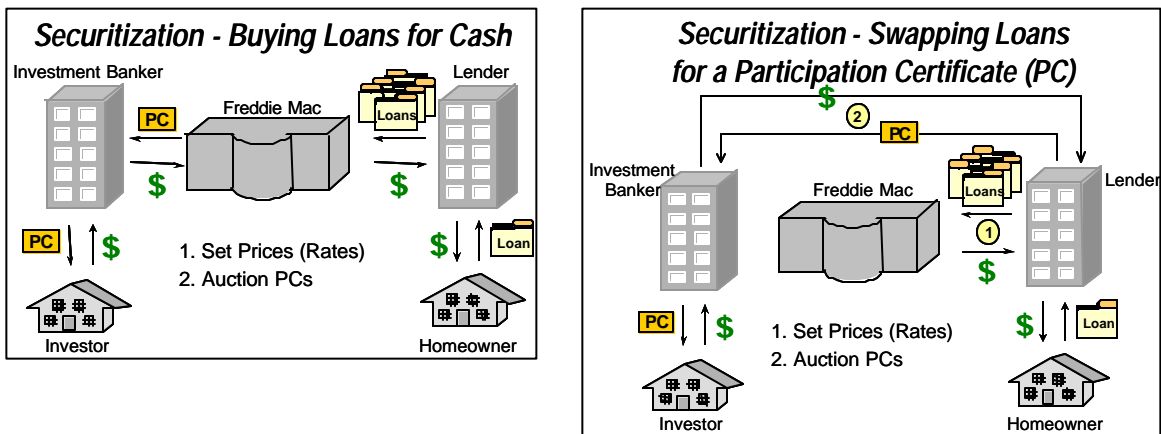 Securitization - Buying Loans for Cash
Investment Banker
Lender
Freddie Mac
PC
Loans
$
$
PC
$
$
Loan
1. Set Prices (Rates)
2. Auction PCs
Investor
Homeowner
Securitization - Swapping Loans
for a Participation Certificate (PC)
$
2
PC
Investment
Banker
Lender
Freddie Mac
Loans
1
$
PC
$
$
Loan
1. Set Prices (Rates)
2. Auction PCs
Investor
Homeowner